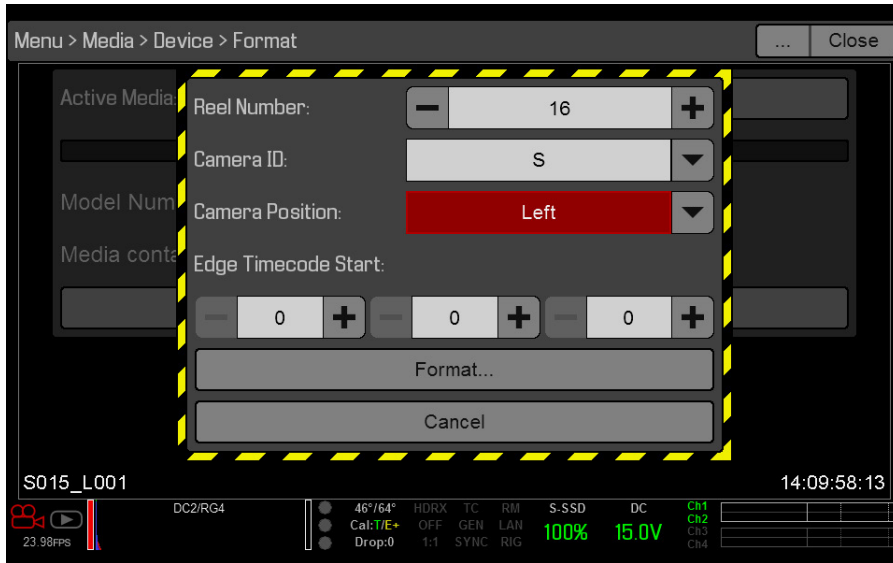 Menu > Media > Device > Format
... Close
Active Media:
Reel Number: 16
Camera ID: S
Model Num
Camera Position: Left
Media conta
Edge Timecode Start:
0 0 0
Format...
Cancel
S015_L001 14:09:58:13
DC2/RG4 46°/64° HDRX TC RM S-SSD DC Ch1
Cal:T/E+ OFF GEN LAN 100% 15.0V Ch2
23.98FPS Drop:0 1:1 SYNC RIG Ch3
Ch4